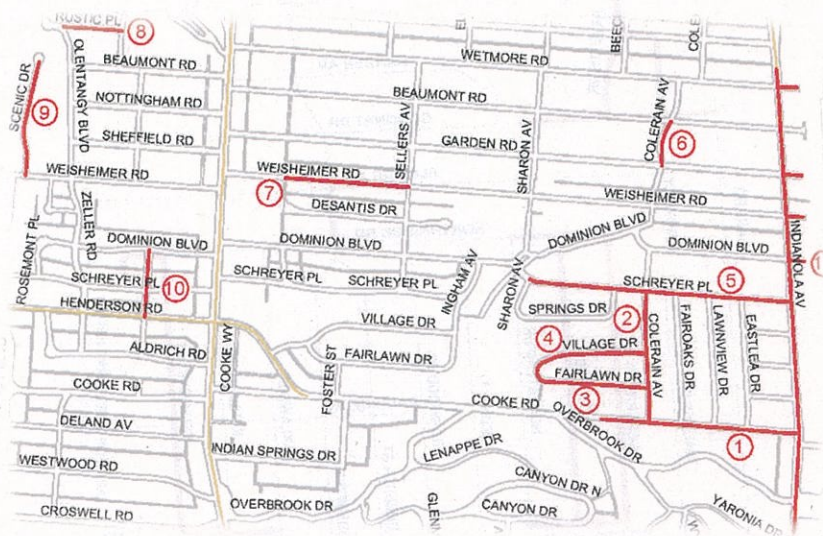 RUSTIC PL
8
SCENIC DR
OLENTANGY BLVD
BEAUMONT RD
NOTTINGHAM RD
SHEFFIELD RD
9
WEISHEIMER RD
ZELLER RD
ROSEMONT PL
DOMINION BLVD
SCHREYER PL
10
HENDERSON RD
ALDRICH RD
COOKE RD
DELAND AV
WESTWOOD RD
CROSWELL RD
COOKE WY
WETMORE RD
BEAUMONT RD
SELLERS AV
GARDEN RD
SHARON AV
COLERAIN AV
6
WEISHEIMER RD
7
DESANTIS DR
WEISHEIMER RD
DOMINION BLVD
DOMINION BLVD
DOMINION BLVD
INDIANOLA AV
SCHREYER PL
SCHREYER PL
INGHAM AV
SHARON AV
SCHREYER PL
5
SPRINGS DR
2
VILLAGE DR
4
VILLAGE DR
COLERAIN AV
FAIROAKS DR
LAWNVIEW DR
EASTLEA DR
FAIRLAWN DR
FAIRLAWN DR
3
FOSTER ST
COOKE RD
OVERBROOK DR
1
INDIAN SPRINGS DR
LENAPPE DR
CANYON DR N
CANYON DR
OVERBROOK DR
YARONIA DR